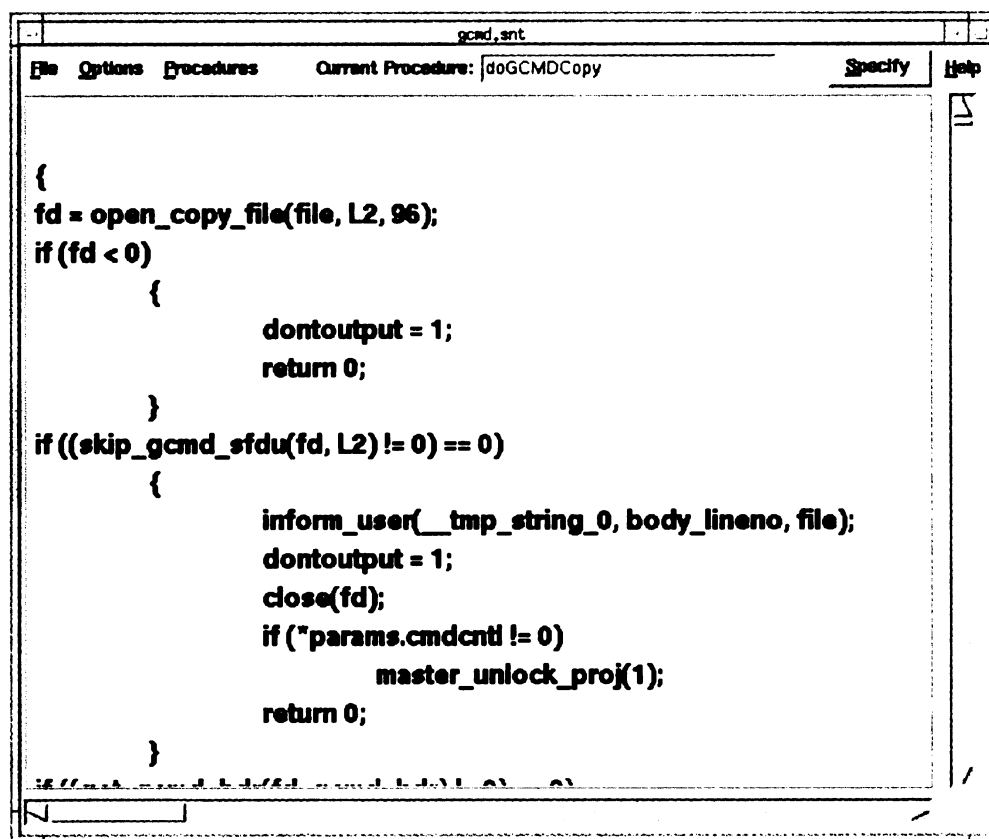 gcmd.snt
File Options Procedures Current Procedure: doGCMDCopy Specify Help
{
fd = open_copy_file(file, L2, 96);
if (fd < 0)
{
dontoutput = 1;
return 0;
}
if ((skip_gcmd_sfdu(fd, L2) != 0) == 0)
{
inform_user(__tmp_string_0, body_lineno, file);
dontoutput = 1;
close(fd);
if (*params.cmdcntl != 0)
master_unlock_proj(1);
return 0;
}